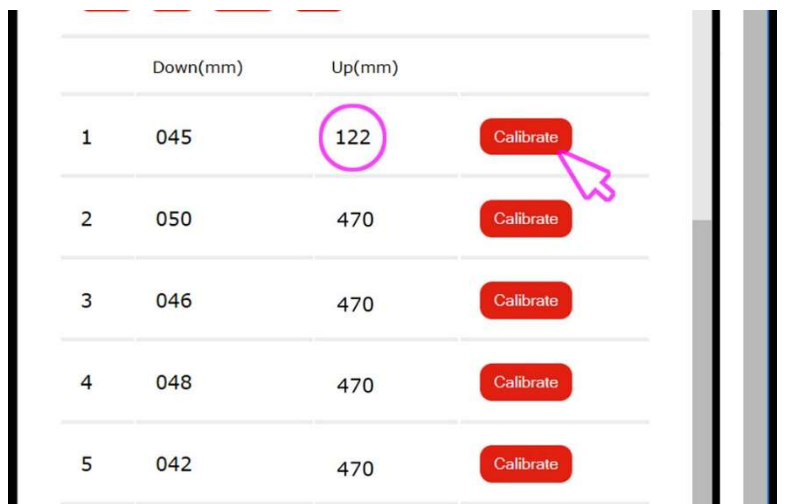 Down(mm) Up(mm)
1 045 122 Calibrate
2 050 470 Calibrate
3 046 470 Calibrate
4 048 470 Calibrate
5 042 470 Calibrate